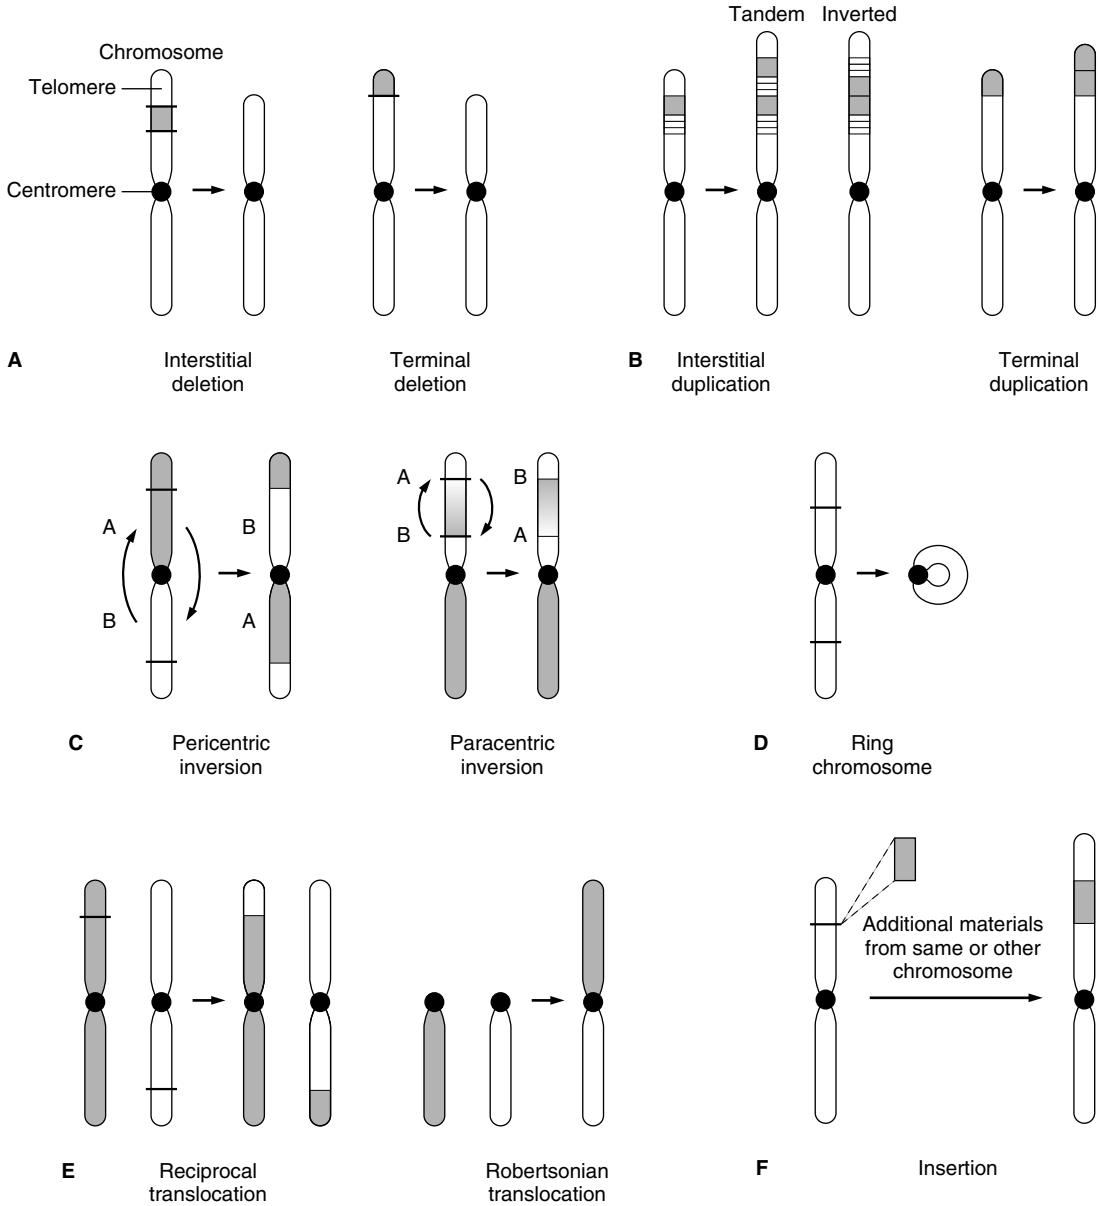 Tandem Inverted
Chromosome
Telomere
Centromere
A
Interstitial
deletion
Terminal
deletion
B
Interstitial
duplication
Terminal
duplication
A
B
B
A
A
B
B
A
C
Pericentric
inversion
Paracentric
inversion
D
Ring
chromosome
Additional materials
from same or other
chromosome
E
Reciprocal
translocation
Robertsonian
translocation
F
Insertion